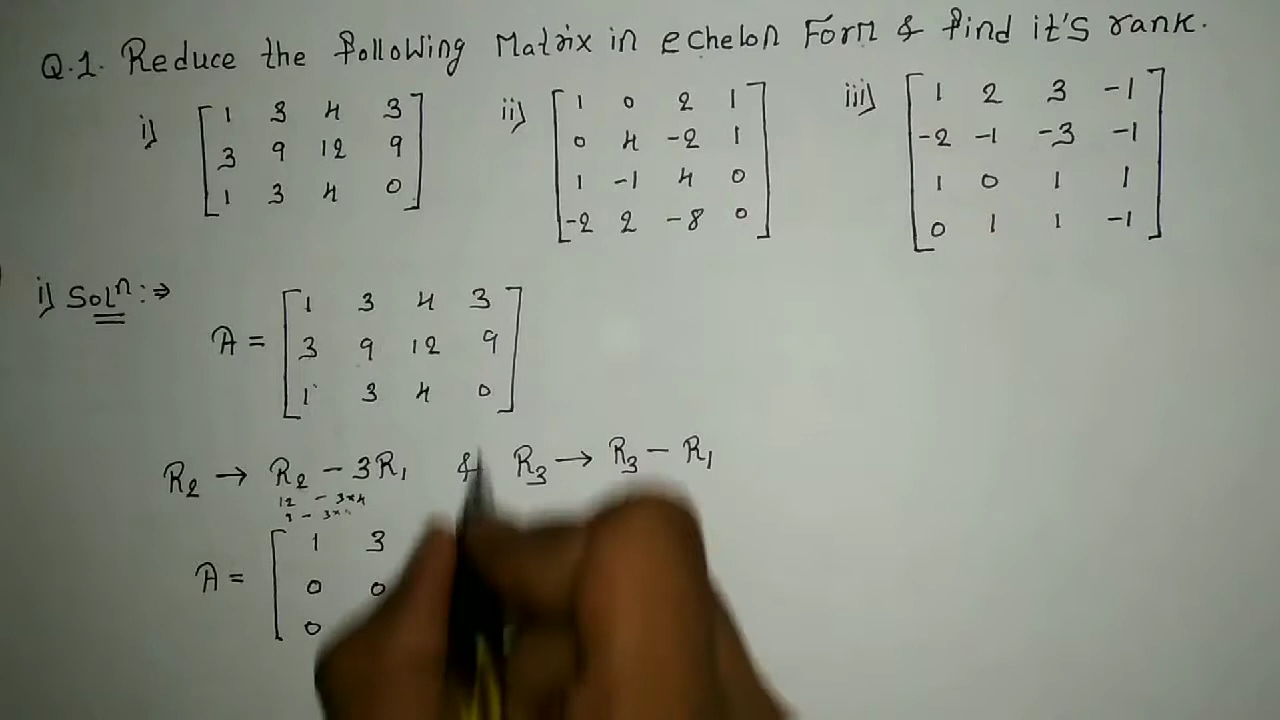 Q.1. Reduce the following Matrix in echelon Form & find it's rank.
i) [1 3 4 3 ii) [1 0 2 1 iii) [1 2 3 -1
3 9 12 9 0 4 -2 1 -2 -1 -3 -1
1 3 4 0] 1 -1 4 0 1 0 1 1
-2 2 -8 0] 0 1 1 -1]
i) Solⁿ :⇒
A = [1 3 4 3
3 9 12 9
1 3 4 0]
R₂ → R₂ - 3R₁ & R₃ → R₃ - R₁
12 - 3×4
A = [1 3
0 0
0